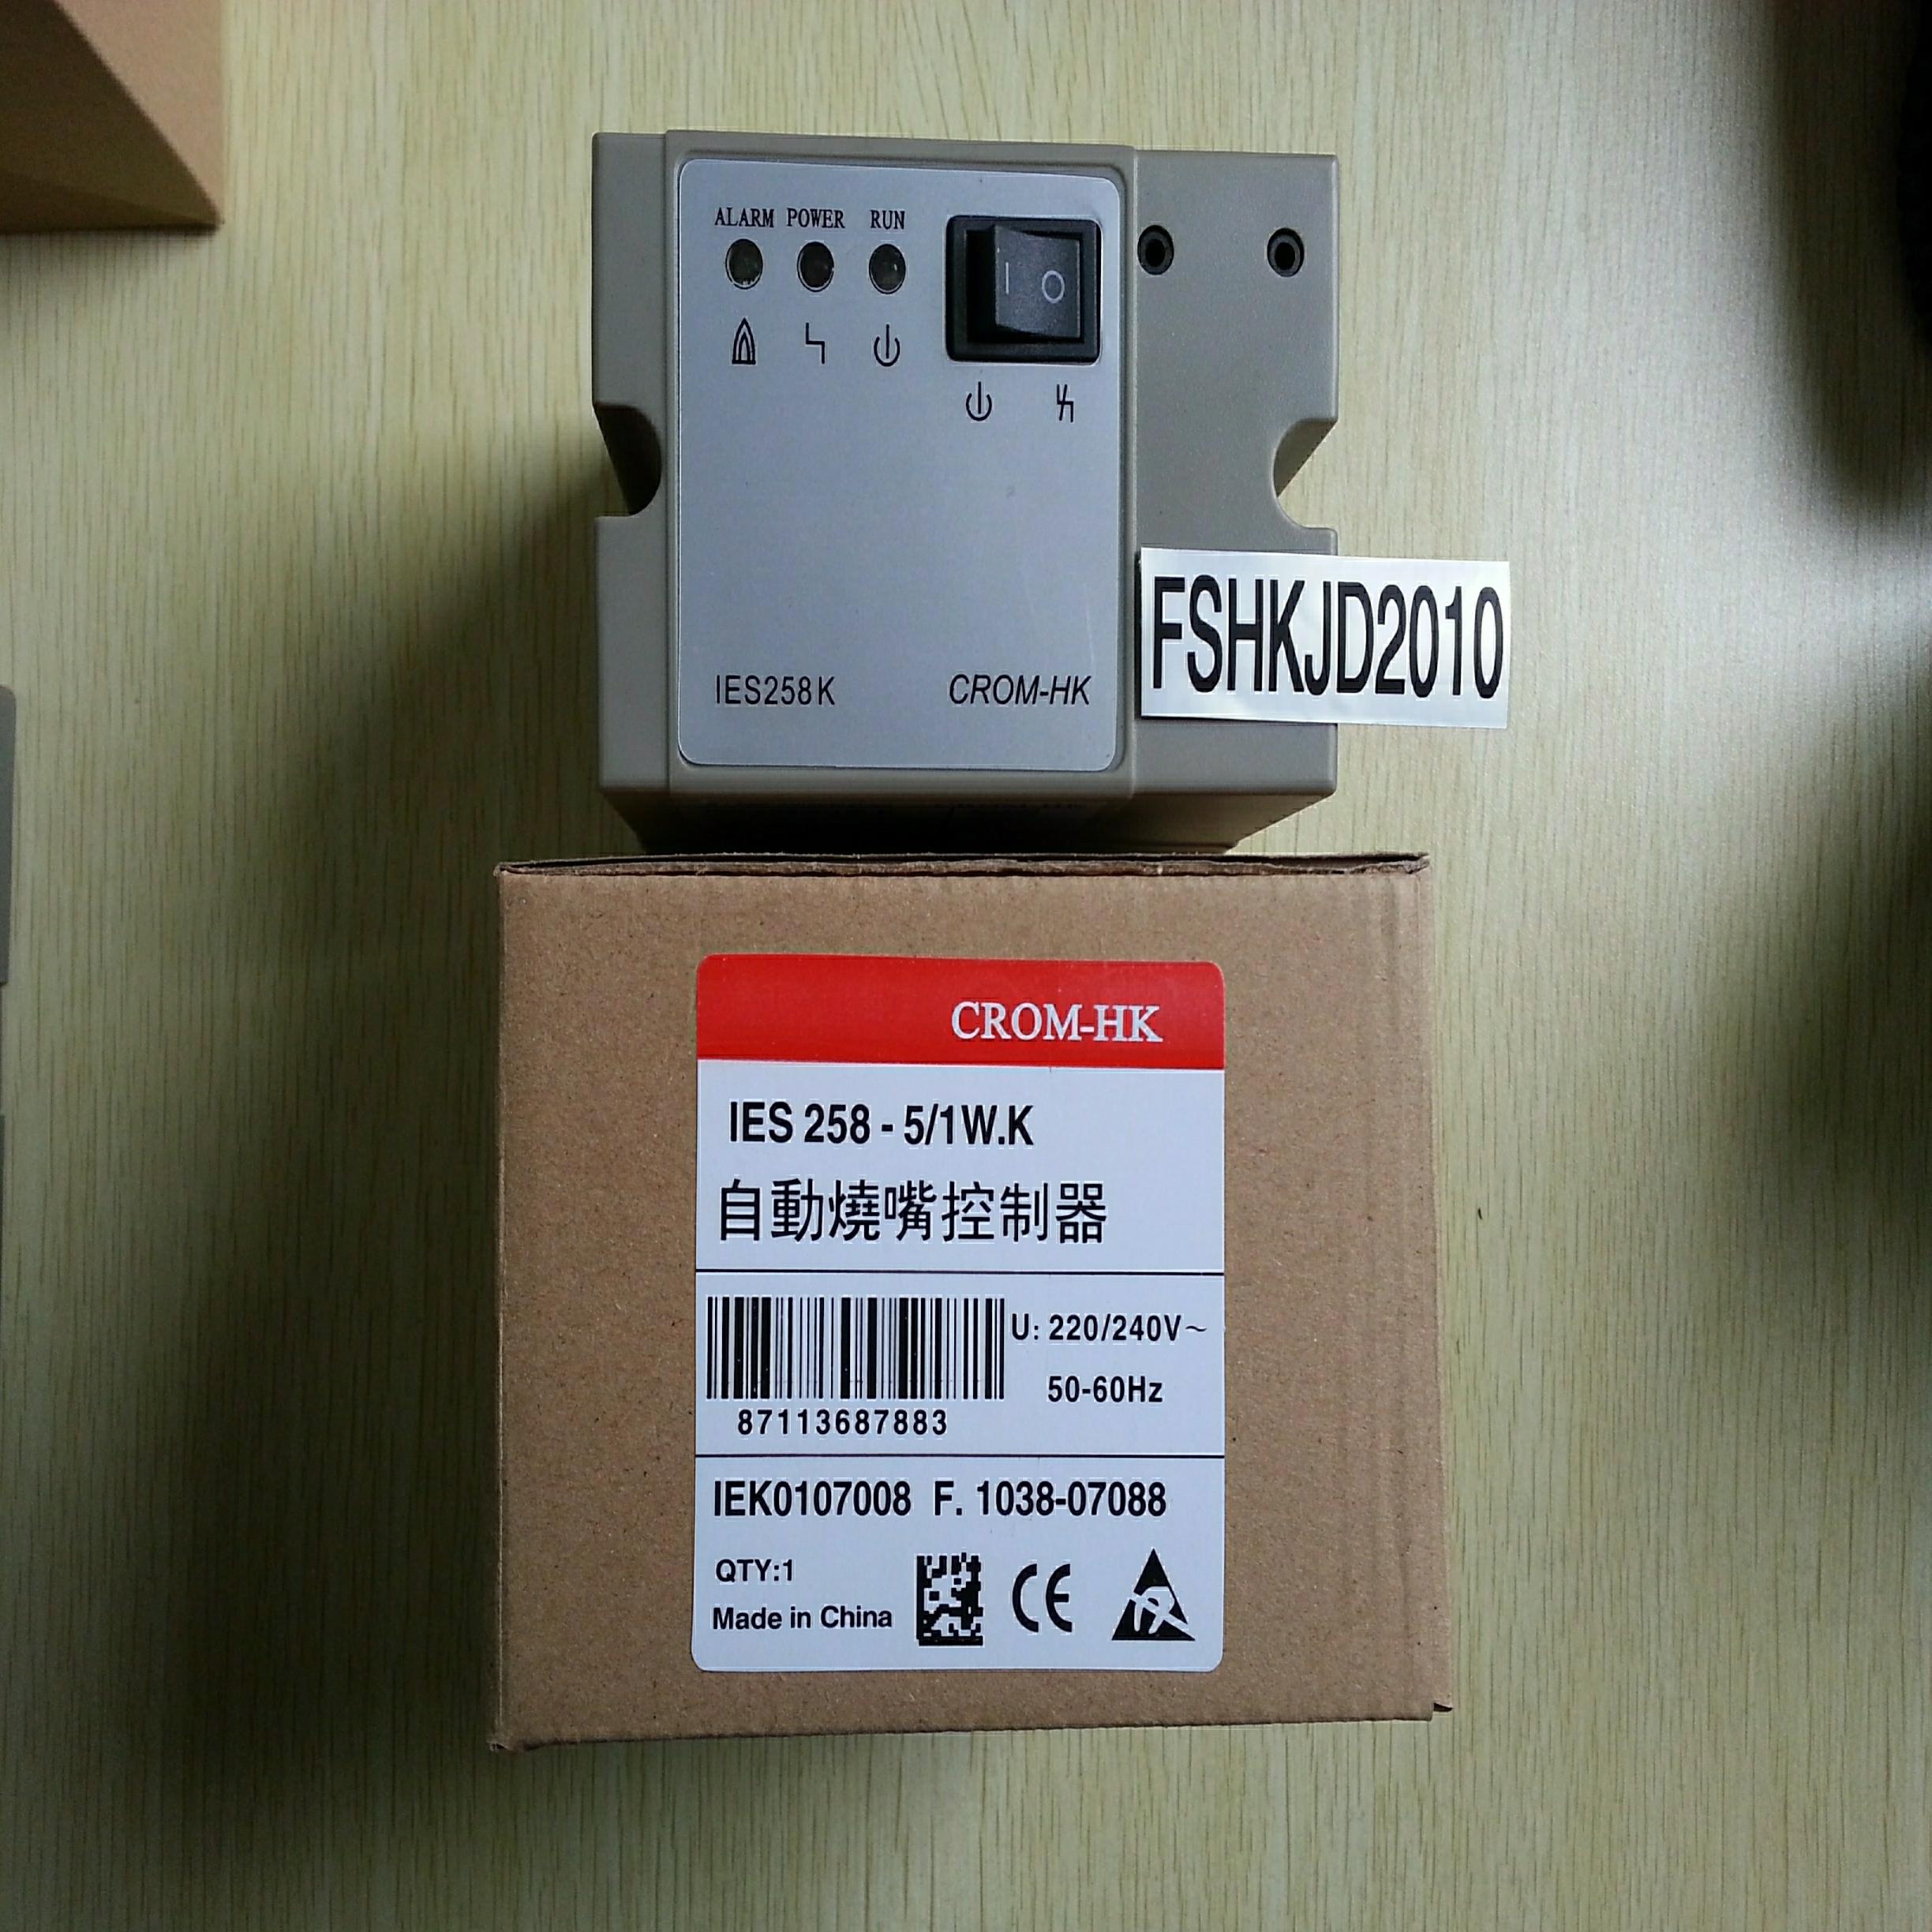 ALARM POWER RUN
I O
FSHKJD2010
IES258K CROM-HK
CROM-HK
IES 258 - 5/1W.K
自動燒嘴控制器
U: 220/240V~
50-60Hz
87113687883
IEK0107008 F. 1038-07088
QTY:1
Made in China
CE